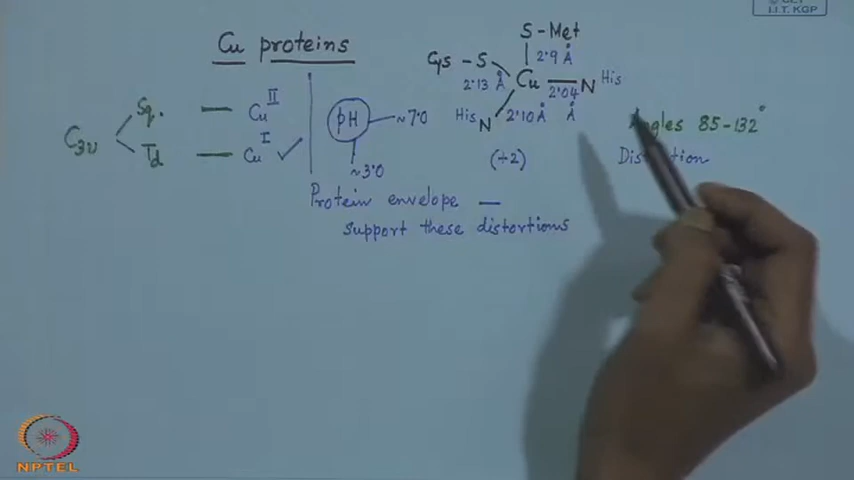 © CET
I.I.T. KGP
Cu proteins
S-Met
Cys - S
2.9 Å
Cu
2.13 Å
N His
2.04 Å
His N
2.10 Å
(+2)
Angles 85-132°
Distortion
C3v
Sq.
Cu II
Td
Cu I ✓
pH
~7.0
~3.0
Protein envelope —
support these distortions
NPTEL